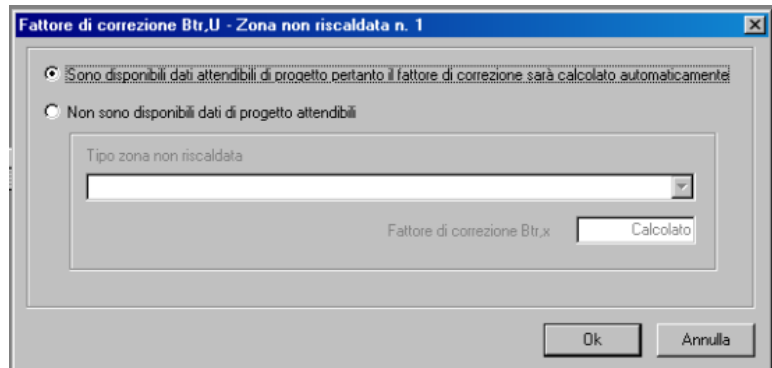 Fattore di correzione Btr,U - Zona non riscaldata n. 1
Sono disponibili dati attendibili di progetto pertanto il fattore di correzione sarà calcolato automaticamente
Non sono disponibili dati di progetto attendibili
Tipo zona non riscaldata
Fattore di correzione Btr,x
Calcolato
Ok
Annulla